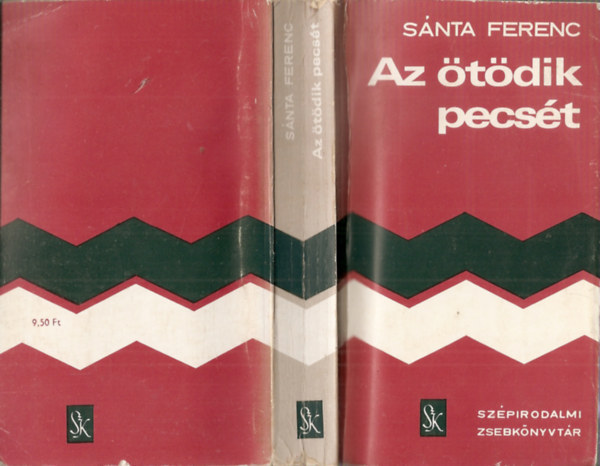 9,50 Ft
SzK
SÁNTA FERENC
Az ötödik pecsét
SzK
SÁNTA FERENC
Az ötödik
pecsét
SzK
SZÉPIRODALMI
ZSEBKÖNYVTÁR